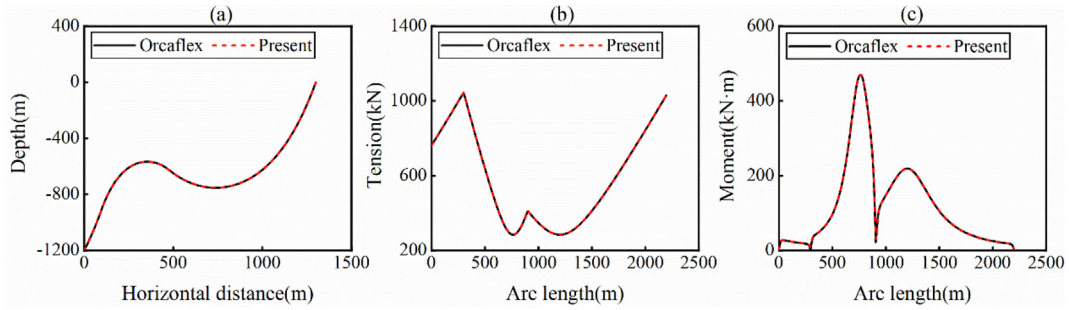 (a)
400
Orcaflex Present
0
-400
-800
-1200
0 500 1000 1500
Depth(m)
Horizontal distance(m)
(b)
1400
Orcaflex Present
1000
600
200
0 500 1000 1500 2000 2500
Tension(kN)
Arc length(m)
(c)
600
Orcaflex Present
400
200
0
0 500 1000 1500 2000 2500
Moment(kN·m)
Arc length(m)